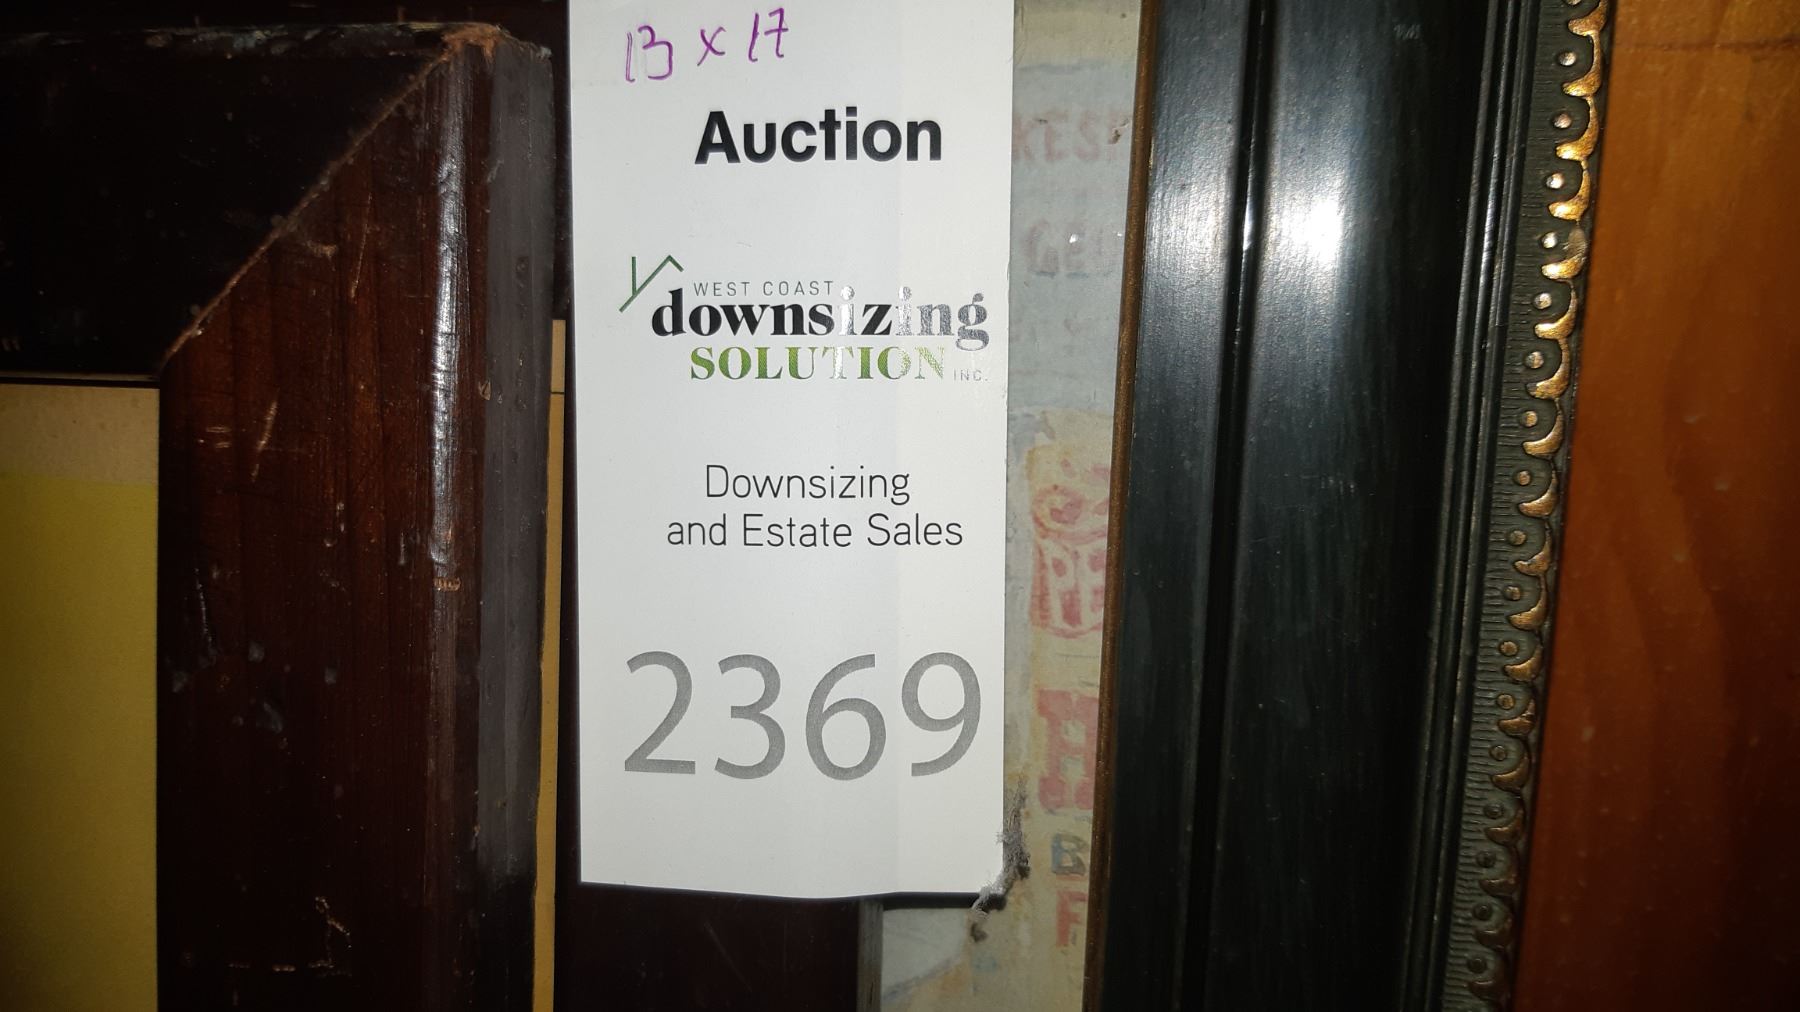 13 x 17
Auction
WEST COAST
downsizing
SOLUTION INC.
Downsizing
and Estate Sales
2369